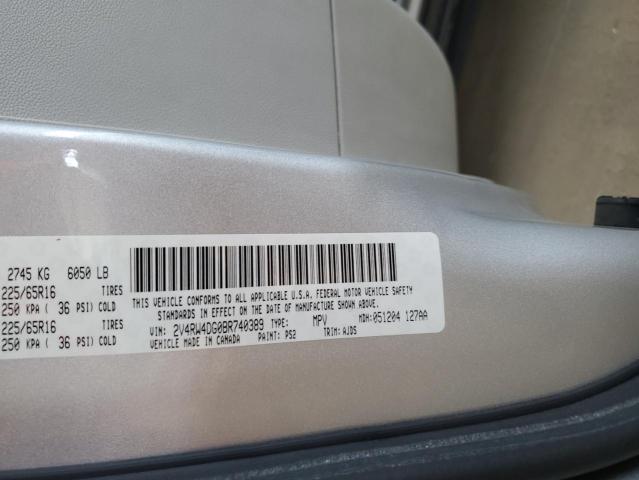 2745 KG 6050 LB
225/65R16 TIRES
250 KPA ( 36 PSI) COLD
225/65R16 TIRES
250 KPA ( 36 PSI) COLD
THIS VEHICLE CONFORMS TO ALL APPLICABLE U.S.A. FEDERAL MOTOR VEHICLE SAFETY
STANDARDS IN EFFECT ON THE DATE OF MANUFACTURE SHOWN ABOVE.
VIN: 2V4RW4DG0BR740389 TYPE: MPV MDH: 051204 127AA
VEHICLE MADE IN CANADA PAINT: PS2 TRIM: AJDS